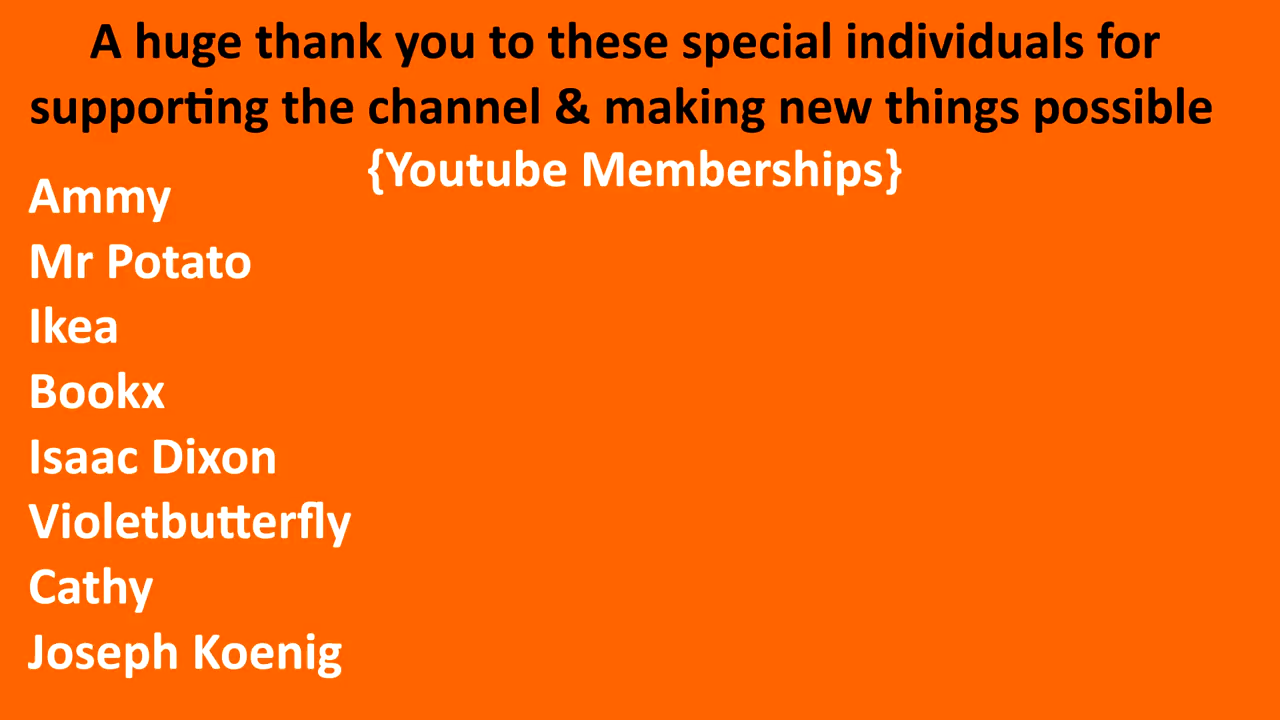 A huge thank you to these special individuals for
supporting the channel & making new things possible
{Youtube Memberships}
Ammy
Mr Potato
Ikea
Bookx
Isaac Dixon
Violetbutterfly
Cathy
Joseph Koenig